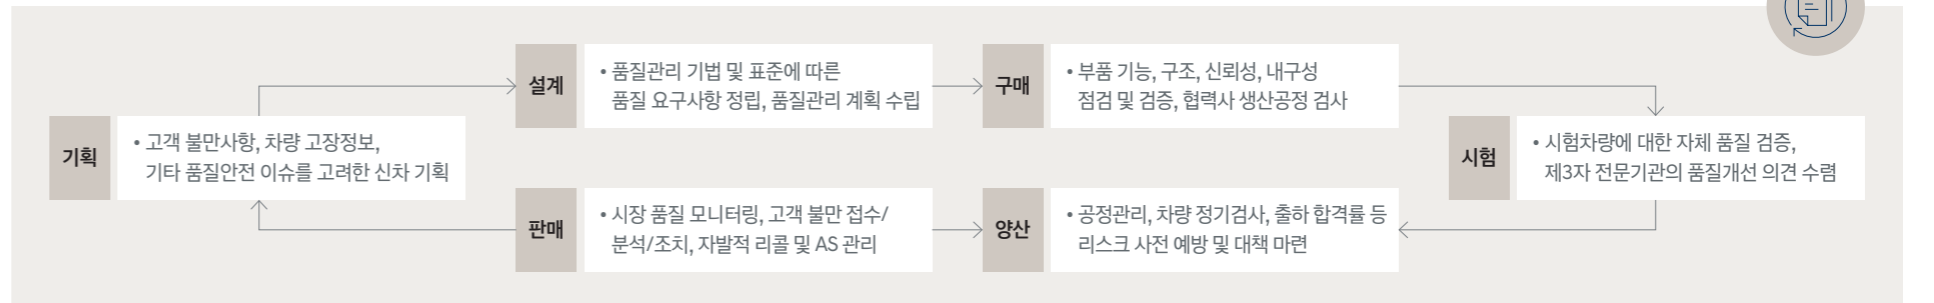 기획
• 고객 불만사항, 차량 고장정보,
기타 품질안전 이슈를 고려한 신차 기획
설계
• 품질관리 기법 및 표준에 따른
품질 요구사항 정립, 품질관리 계획 수립
구매
• 부품 기능, 구조, 신뢰성, 내구성
점검 및 검증, 협력사 생산공정 검사
시험
• 시험차량에 대한 자체 품질 검증,
제3자 전문기관의 품질개선 의견 수렴
양산
• 공정관리, 차량 정기검사, 출하 합격률 등
리스크 사전 예방 및 대책 마련
판매
• 시장 품질 모니터링, 고객 불만 접수/
분석/조치, 자발적 리콜 및 AS 관리